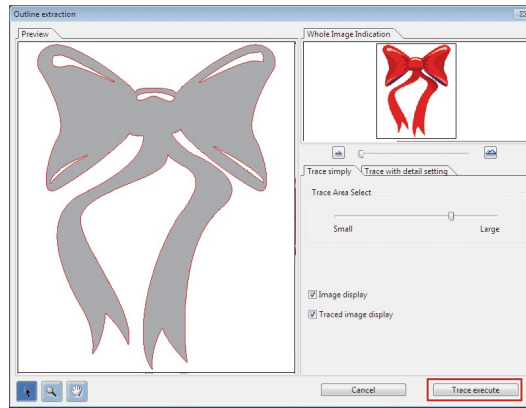 Outline extraction
Preview
Whole Image Indication
Trace simply
Trace with detail setting
Trace Area Select
Small Large
Image display
Traced image display
Cancel Trace execute